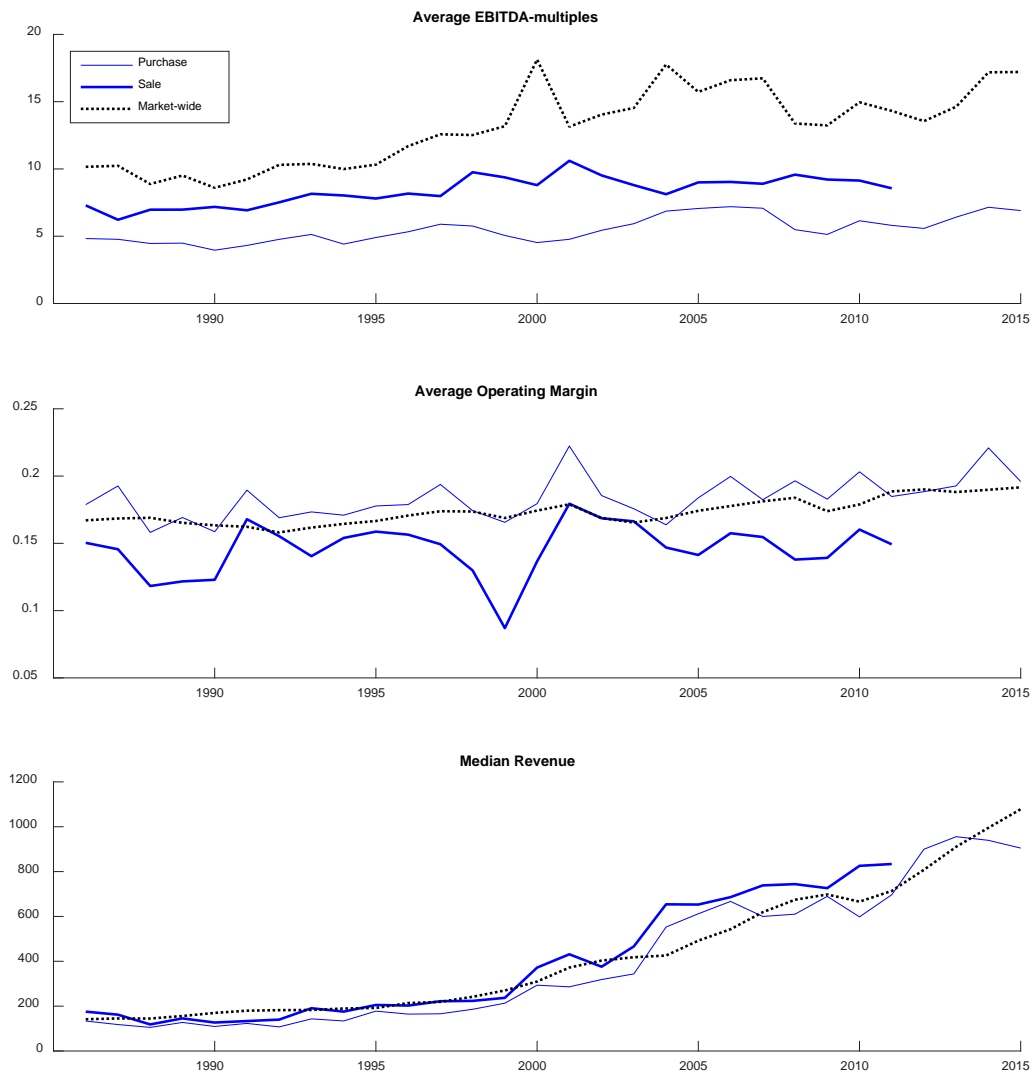 Average EBITDA-multiples
20
15
10
5
0
Purchase
Sale
Market-wide
1990 1995 2000 2005 2010 2015
Average Operating Margin
0.25
0.2
0.15
0.1
0.05
1990 1995 2000 2005 2010 2015
Median Revenue
1200
1000
800
600
400
200
0
1990 1995 2000 2005 2010 2015